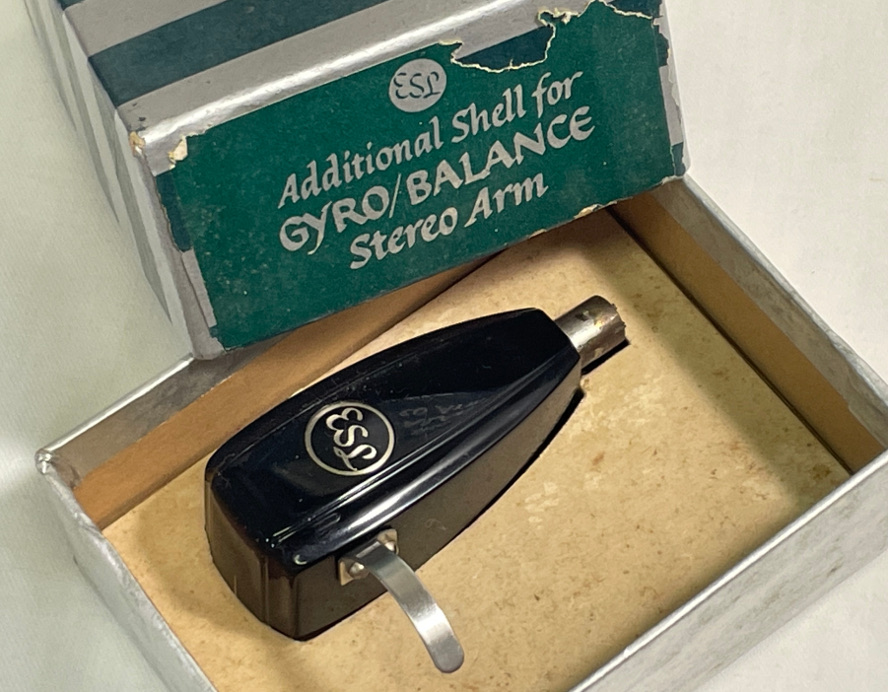 ESL
Additional Shell for
GYRO/BALANCE
Stereo Arm
ESL